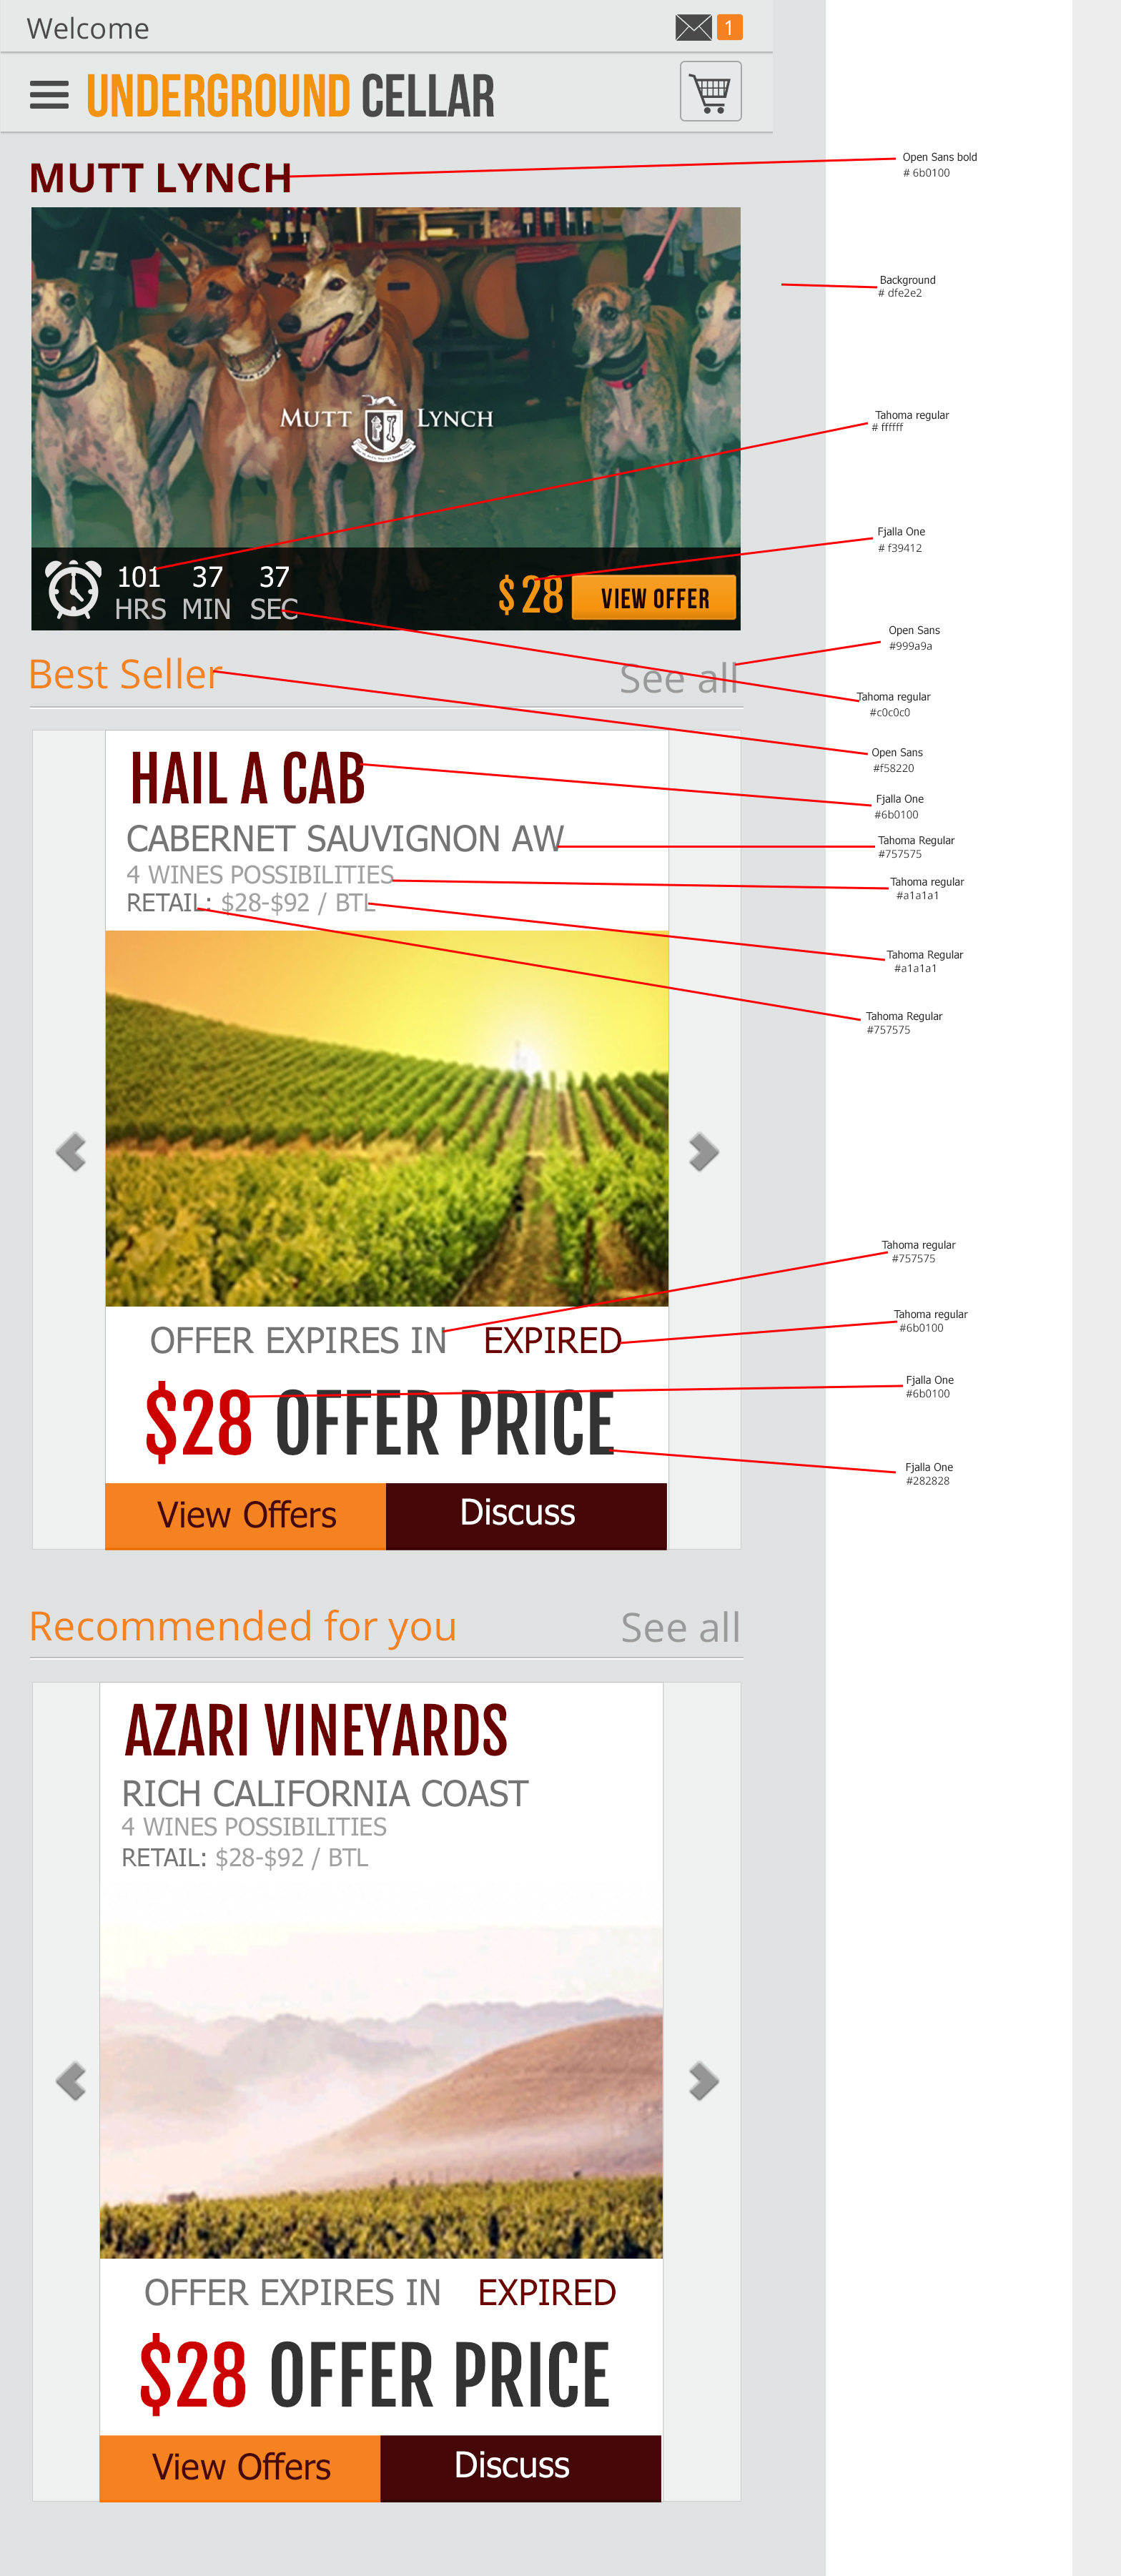 Welcome
1
UNDERGROUND CELLAR
MUTT LYNCH
Open Sans bold
# 6b0100
Background
# dfe2e2
MUTT LYNCH
Tahoma regular
# ffffff
Fjalla One
# f39412
101 37 37
HRS MIN SEC
$ 28 VIEW OFFER
Open Sans
#999a9a
Best Seller
See all
Tahoma regular
#c0c0c0
Open Sans
#f58220
HAIL A CAB
Fjalla One
#6b0100
CABERNET SAUVIGNON AW
Tahoma Regular
#757575
4 WINES POSSIBILITIES
Tahoma regular
#a1a1a1
RETAIL: $28-$92 / BTL
Tahoma Regular
#a1a1a1
Tahoma Regular
#757575
Tahoma regular
#757575
OFFER EXPIRES IN EXPIRED
Tahoma regular
#6b0100
$28 OFFER PRICE
Fjalla One
#6b0100
Fjalla One
#282828
View Offers
Discuss
Recommended for you
See all
AZARI VINEYARDS
RICH CALIFORNIA COAST
4 WINES POSSIBILITIES
RETAIL: $28-$92 / BTL
OFFER EXPIRES IN EXPIRED
$28 OFFER PRICE
View Offers
Discuss